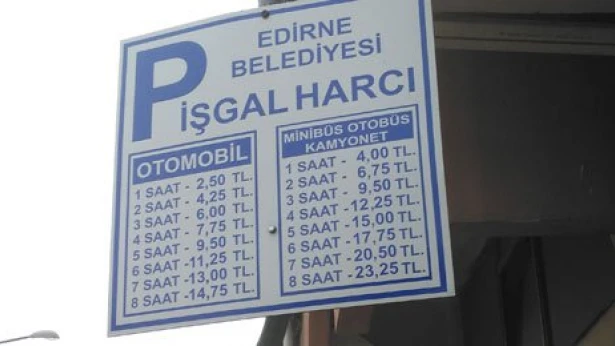 P
EDİRNE
BELEDİYESİ
İŞGAL HARCI
OTOMOBİL
1 SAAT - 2,50 TL.
2 SAAT - 4,25 TL.
3 SAAT - 6,00 TL.
4 SAAT - 7,75 TL.
5 SAAT - 9,50 TL.
6 SAAT -11,25 TL.
7 SAAT -13,00 TL.
8 SAAT -14,75 TL.
MİNİBÜS OTOBÜS
KAMYONET
1 SAAT - 4,00 TL.
2 SAAT - 6,75 TL.
3 SAAT - 9,50 TL.
4 SAAT - 12,25 TL.
5 SAAT - 15,00 TL.
6 SAAT - 17,75 TL.
7 SAAT -20,50 TL.
8 SAAT - 23,25 TL.